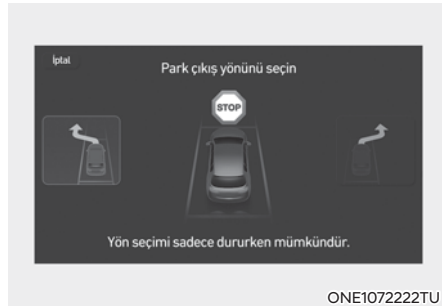 İptal
Park çıkış yönünü seçin
STOP
Yön seçimi sadece dururken mümkündür.
ONE1072222TU